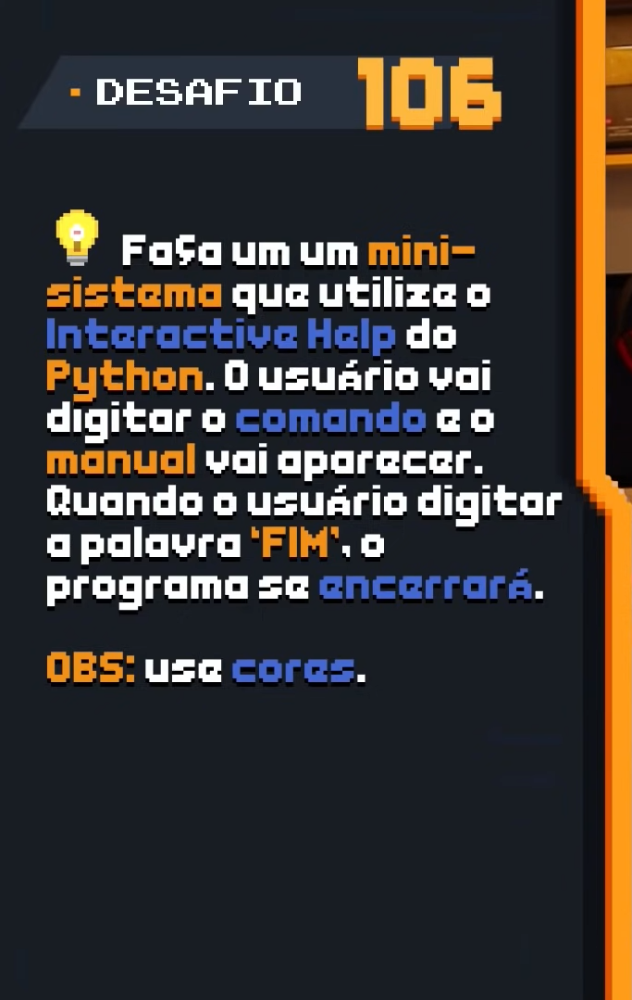 DESAFIO 106
Faça um um mini-
sistema que utilize o
Interactive Help do
Python. O usuário vai
digitar o comando e o
manual vai aparecer.
Quando o usuário digitar
a palavra ‘FIM’, o
programa se encerrará.
OBS: use cores.